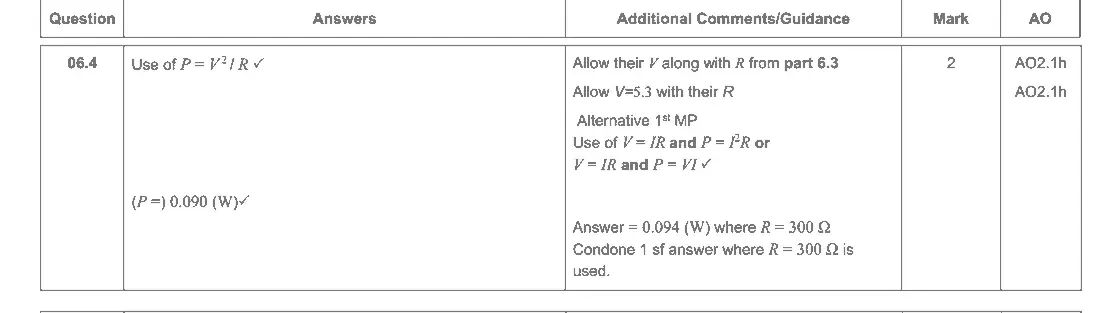 Question Answers Additional Comments/Guidance Mark AO
06.4 Use of P = V² / R ✓ Allow their V along with R from part 6.3 2 AO2.1h
Allow V=5.3 with their R AO2.1h
Alternative 1st MP
Use of V = IR and P = I²R or
V = IR and P = VI ✓
(P =) 0.090 (W)✓
Answer = 0.094 (W) where R = 300 Ω
Condone 1 sf answer where R = 300 Ω is
used.